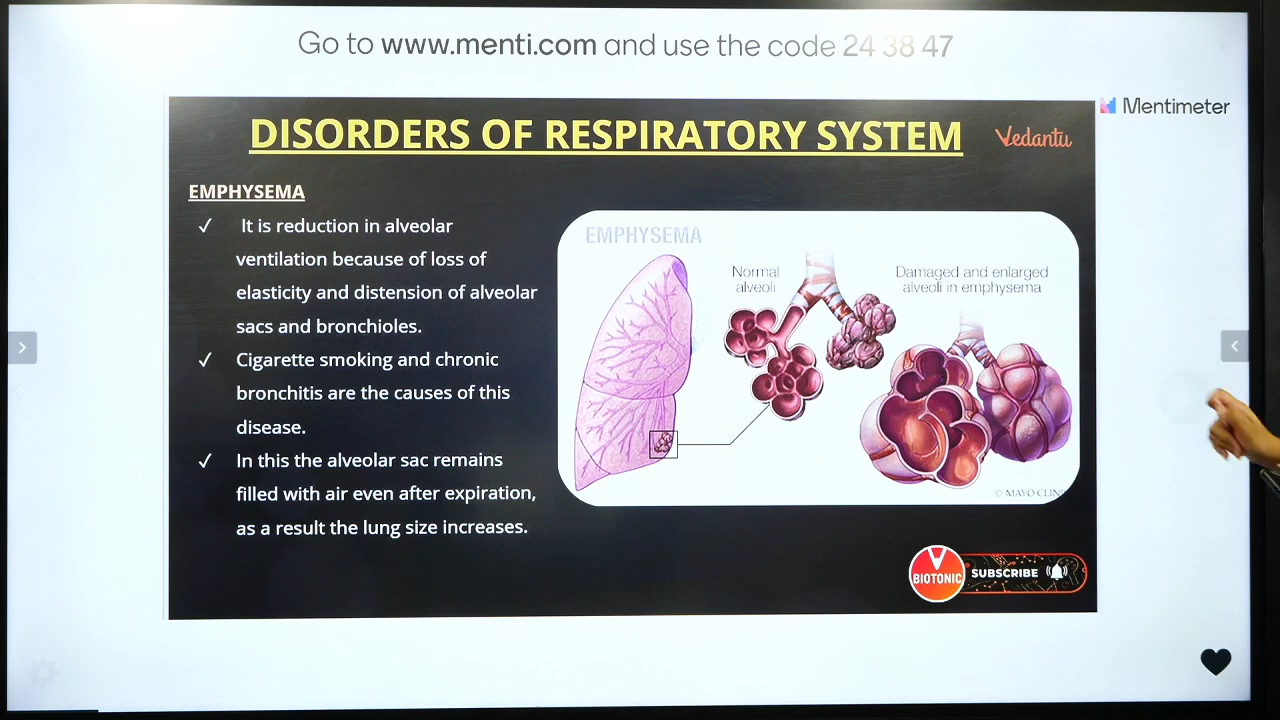 Go to www.menti.com and use the code 24 38 47
Mentimeter
DISORDERS OF RESPIRATORY SYSTEM
Vedantu
EMPHYSEMA
✓ It is reduction in alveolar
ventilation because of loss of
elasticity and distension of alveolar
sacs and bronchioles.
✓ Cigarette smoking and chronic
bronchitis are the causes of this
disease.
✓ In this the alveolar sac remains
filled with air even after expiration,
as a result the lung size increases.
EMPHYSEMA
Normal
alveoli
Damaged and enlarged
alveoli in emphysema
© MAYO CLIN
BIOTONIC
SUBSCRIBE